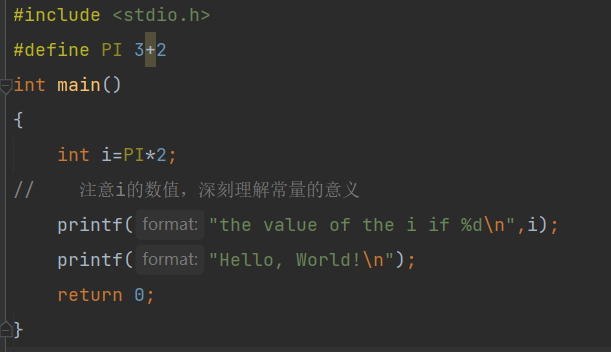 #include <stdio.h>
#define PI 3+2
int main()
{
    int i=PI*2;
//    注意i的数值，深刻理解常量的意义
    printf( format: "the value of the i if %d\n",i);
    printf( format: "Hello, World!\n");
    return 0;
}